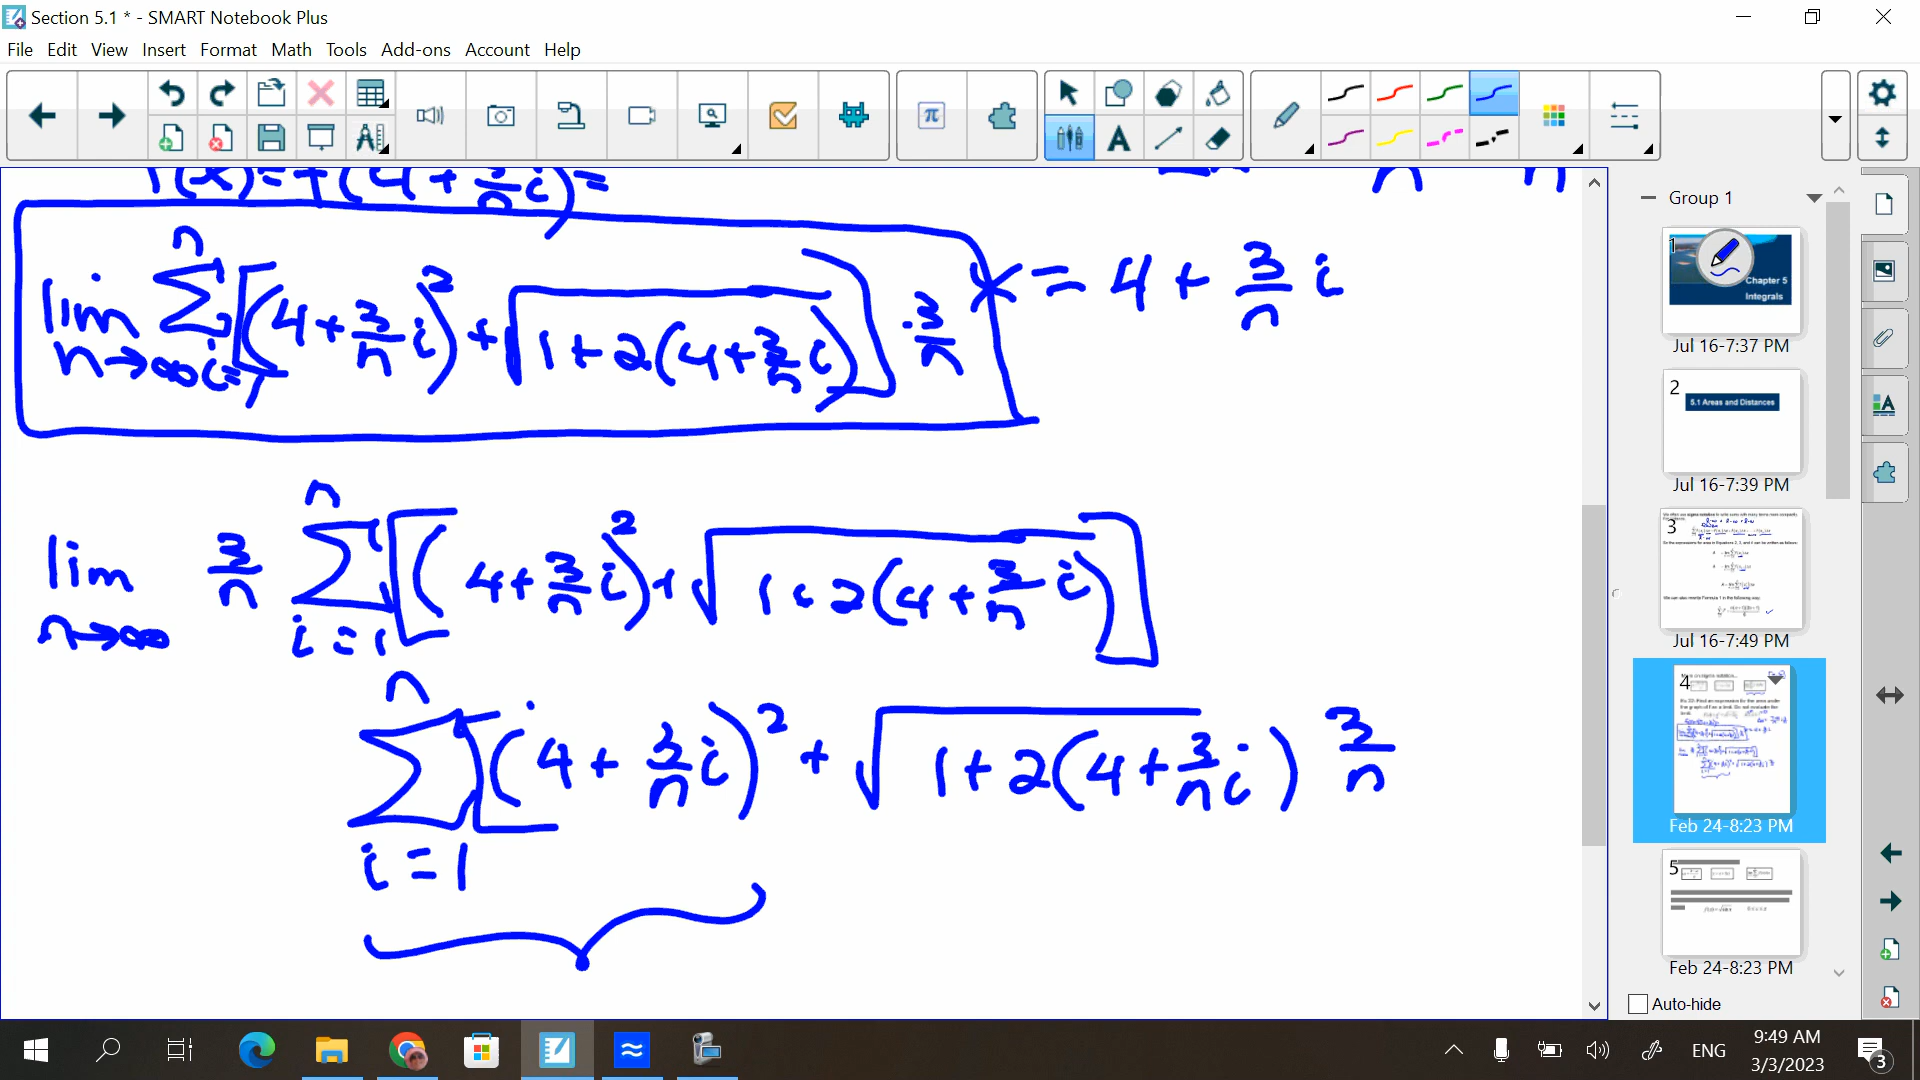 Section 5.1 * - SMART Notebook Plus
File Edit View Insert Format Math Tools Add-ons Account Help
f(x) = f(4 + 3/n i) =
lim n→∞ n Σ i=1 [(4 + 3/n i)² + √1 + 2(4 + 3/n i)] · 3/n
x = 4 + 3/n i
lim n→∞ 3/n n Σ i=1 [(4 + 3/n i)² + √1 + 2(4 + 3/n i)]
n Σ i=1 [(4 + 3/n i)² + √1 + 2(4 + 3/n i) 3/n
Group 1
1
Chapter 5
Integrals
Jul 16-7:37 PM
2
5.1 Areas and Distances
Jul 16-7:39 PM
3
Jul 16-7:49 PM
4
Feb 24-8:23 PM
5
Feb 24-8:23 PM
Auto-hide
ENG
9:49 AM
3/3/2023
3